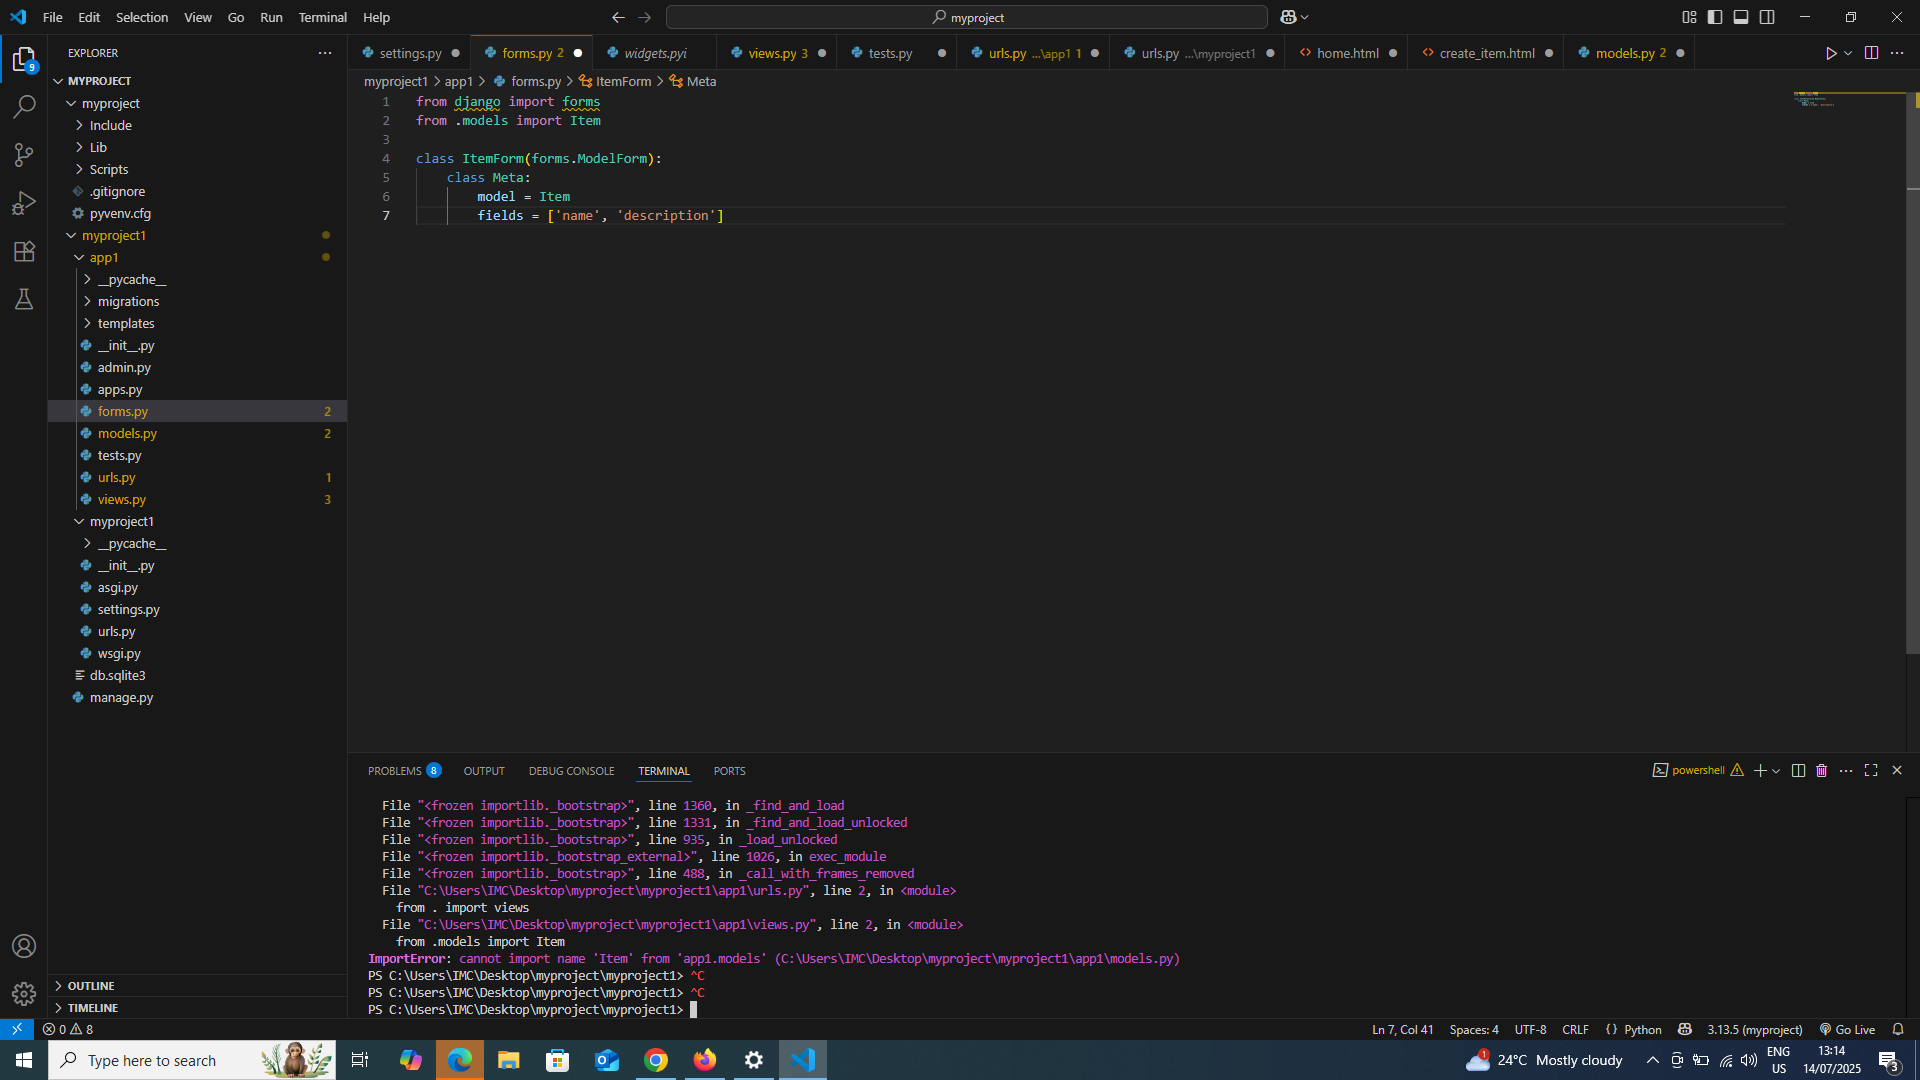 File Edit Selection View Go Run Terminal Help
myproject
9
EXPLORER
MYPROJECT
myproject
Include
Lib
Scripts
.gitignore
pyvenv.cfg
myproject1
app1
__pycache__
migrations
templates
__init__.py
admin.py
apps.py
forms.py 2
models.py 2
tests.py
urls.py 1
views.py 3
myproject1
__pycache__
__init__.py
asgi.py
settings.py
urls.py
wsgi.py
db.sqlite3
manage.py
OUTLINE
TIMELINE
settings.py forms.py 2 widgets.pyi views.py 3 tests.py urls.py ...\app1 1 urls.py ...\myproject1 home.html create_item.html models.py 2
myproject1 > app1 > forms.py > ItemForm > Meta
1 from django import forms
2 from .models import Item
3
4 class ItemForm(forms.ModelForm):
5 class Meta:
6 model = Item
7 fields = ['name', 'description']
PROBLEMS 8 OUTPUT DEBUG CONSOLE TERMINAL PORTS
powershell
File "<frozen importlib._bootstrap>", line 1360, in _find_and_load
File "<frozen importlib._bootstrap>", line 1331, in _find_and_load_unlocked
File "<frozen importlib._bootstrap>", line 935, in _load_unlocked
File "<frozen importlib._bootstrap_external>", line 1026, in exec_module
File "<frozen importlib._bootstrap>", line 488, in _call_with_frames_removed
File "C:\Users\IMC\Desktop\myproject\myproject1\app1\urls.py", line 2, in <module>
from . import views
File "C:\Users\IMC\Desktop\myproject\myproject1\app1\views.py", line 2, in <module>
from .models import Item
ImportError: cannot import name 'Item' from 'app1.models' (C:\Users\IMC\Desktop\myproject\myproject1\app1\models.py)
PS C:\Users\IMC\Desktop\myproject\myproject1> ^C
PS C:\Users\IMC\Desktop\myproject\myproject1> ^C
PS C:\Users\IMC\Desktop\myproject\myproject1>
0 8
Ln 7, Col 41 Spaces: 4 UTF-8 CRLF {} Python 3.13.5 (myproject) Go Live
Type here to search
1 24°C Mostly cloudy
ENG
US
13:14
14/07/2025
3